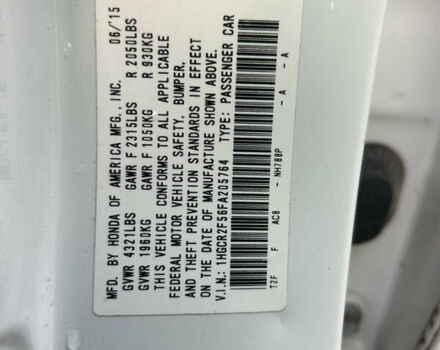 MFD. BY HONDA OF AMERICA MFG., INC. 06/'15
GVWR 4321LBS GAWR F 2315LBS R 2050LBS
GVWR 1960KG GAWR F 1050KG R 930KG
THIS VEHICLE CONFORMS TO ALL APPLICABLE
FEDERAL MOTOR VEHICLE SAFETY, BUMPER,
AND THEFT PREVENTION STANDARDS IN EFFECT
ON THE DATE OF MANUFACTURE SHOWN ABOVE.
V.I.N.: 1HGCR2F56FA205764 TYPE: PASSENGER CAR
T2F F AC8 - NH788P - A - A